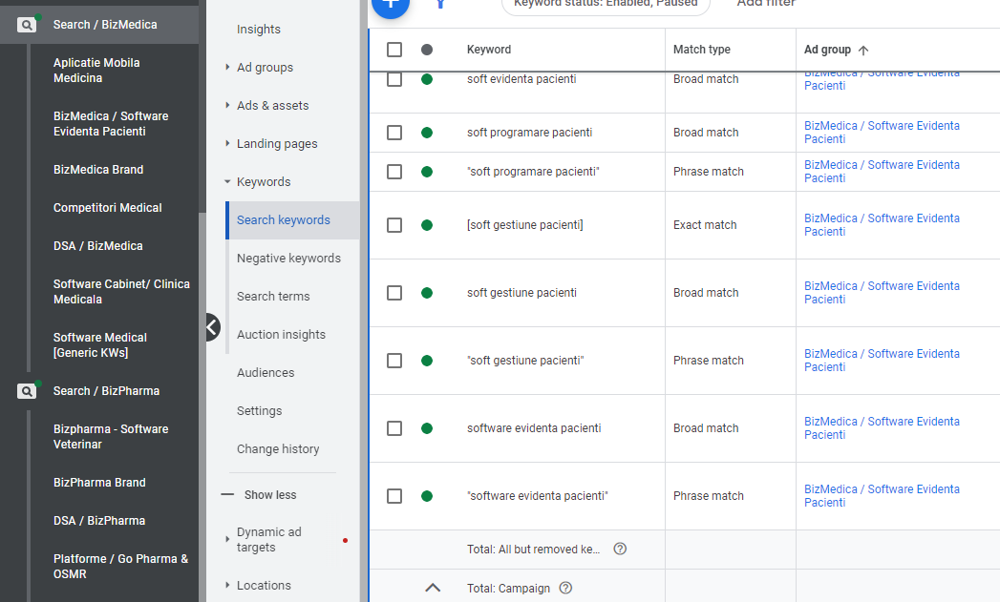 Search / BizMedica
Aplicatie Mobila
Medicina
BizMedica / Software
Evidenta Pacienti
BizMedica Brand
Competitori Medical
DSA / BizMedica
Software Cabinet/ Clinica
Medicala
Software Medical
[Generic KWs]
Search / BizPharma
Bizpharma - Software
Veterinar
BizPharma Brand
DSA / BizPharma
Platforme / Go Pharma &
OSMR
Insights
Ad groups
Ads & assets
Landing pages
Keywords
Search keywords
Negative keywords
Search terms
Auction insights
Audiences
Settings
Change history
Show less
Dynamic ad
targets
Locations
Keyword status: Enabled, Paused Add filter
Keyword Match type Ad group
soft evidenta pacienti Broad match BizMedica / Software Evidenta
Pacienti
soft programare pacienti Broad match BizMedica / Software Evidenta
Pacienti
"soft programare pacienti" Phrase match BizMedica / Software Evidenta
Pacienti
[soft gestiune pacienti] Exact match BizMedica / Software Evidenta
Pacienti
soft gestiune pacienti Broad match BizMedica / Software Evidenta
Pacienti
"soft gestiune pacienti" Phrase match BizMedica / Software Evidenta
Pacienti
software evidenta pacienti Broad match BizMedica / Software Evidenta
Pacienti
"software evidenta pacienti" Phrase match BizMedica / Software Evidenta
Pacienti
Total: All but removed ke...
Total: Campaign